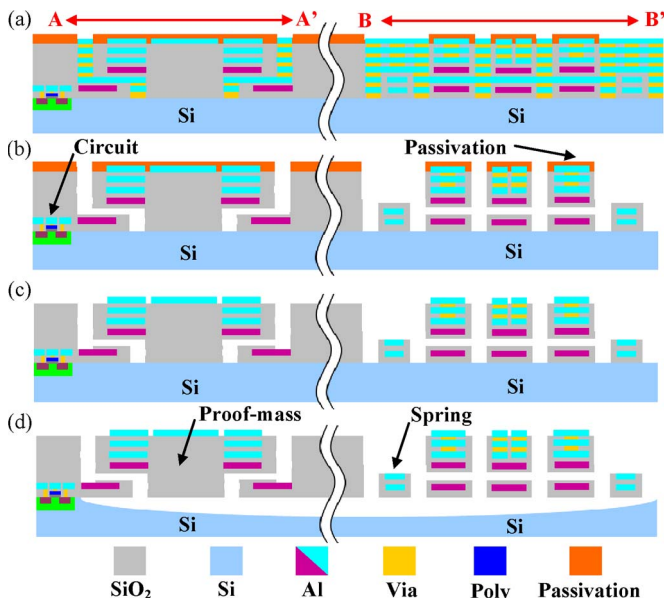 (a) A A' B B'
Si Si
(b) Circuit Passivation
Si Si
(c)
Si Si
(d) Proof-mass Spring
Si Si
SiO₂ Si Al Via Poly Passivation